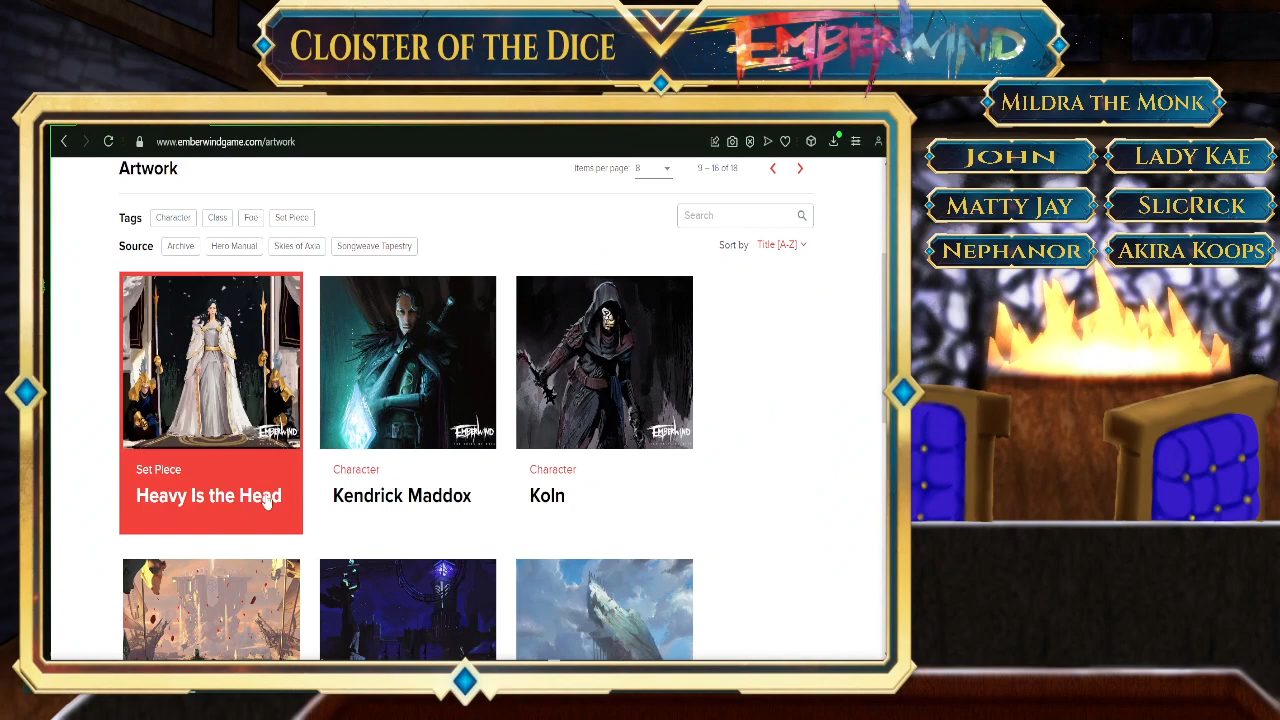 CLOISTER OF THE DICE
EMBERWIND
MILDRA THE MONK
JOHN
LADY KAE
MATTY JAY
SLICRICK
NEPHANOR
AKIRA KOOPS
www.emberwindgame.com/artwork
Artwork
Items per page: 8
9 – 16 of 18
Tags Character Class Foe Set Piece
Search
Source Archive Hero Manual Skies of Axia Songweave Tapestry
Sort by Title [A-Z]
EMBERWIND
EMBERWIND
EMBERWIND
Set Piece
Heavy Is the Head
Character
Kendrick Maddox
Character
Koln